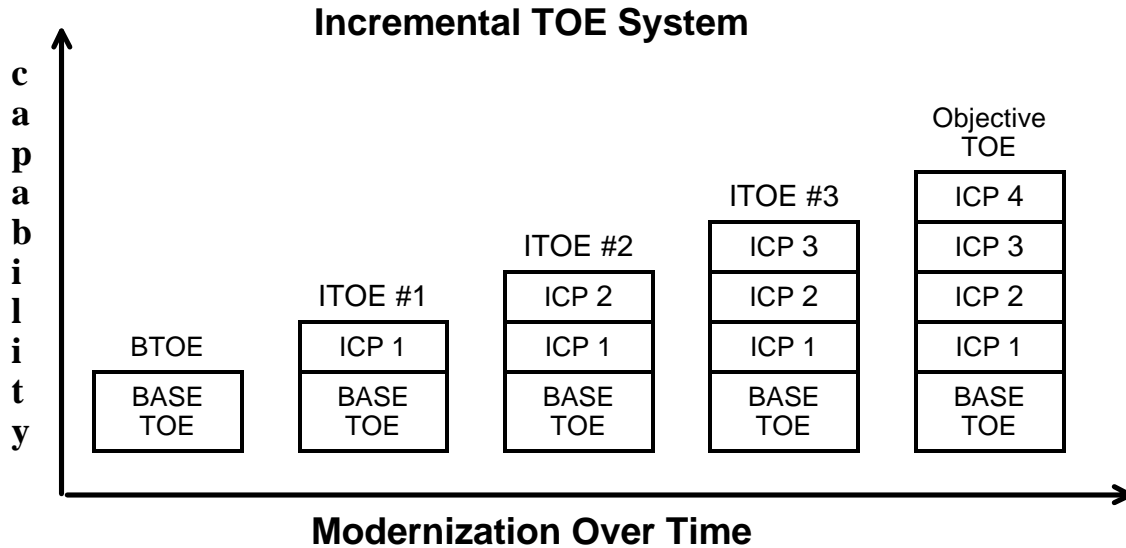 Incremental TOE System
capability
Objective
TOE
ICP 4
ITOE #3
ICP 3
ICP 3
ITOE #2
ICP 2
ICP 2
ICP 2
ITOE #1
ICP 1
ICP 1
ICP 1
ICP 1
BTOE
BASE
TOE
BASE
TOE
BASE
TOE
BASE
TOE
BASE
TOE
Modernization Over Time